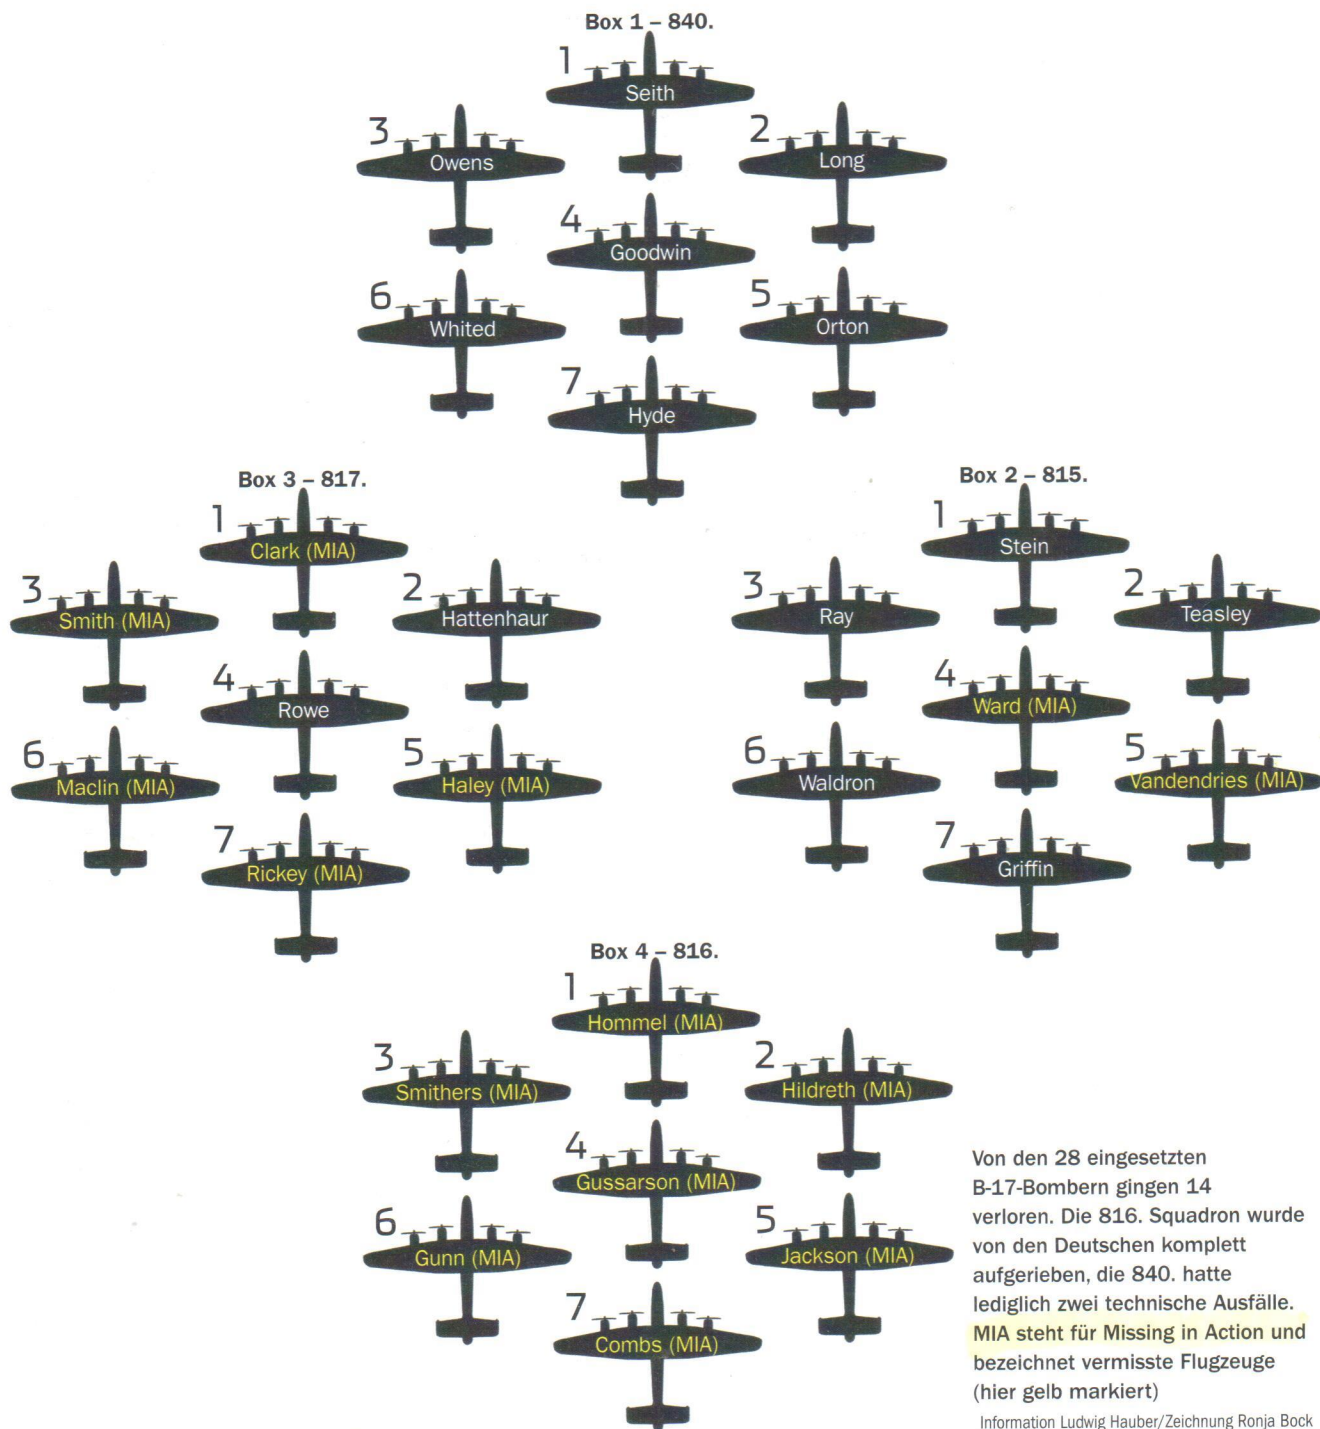 Box 1 – 840.
1
Seith
3
Owens
2
Long
4
Goodwin
6
Whited
5
Orton
7
Hyde
Box 3 – 817.
1
Clark (MIA)
3
Smith (MIA)
2
Hattenhaur
4
Rowe
6
Maclin (MIA)
5
Haley (MIA)
7
Rickey (MIA)
Box 2 – 815.
1
Stein
3
Ray
2
Teasley
4
Ward (MIA)
6
Waldron
5
Vandendries (MIA)
7
Griffin
Box 4 – 816.
1
Hommel (MIA)
3
Smithers (MIA)
2
Hildreth (MIA)
4
Gussarson (MIA)
6
Gunn (MIA)
5
Jackson (MIA)
7
Combs (MIA)
Von den 28 eingesetzten
B-17-Bombern gingen 14
verloren. Die 816. Squadron wurde
von den Deutschen komplett
aufgerieben, die 840. hatte
lediglich zwei technische Ausfälle.
MIA steht für Missing in Action und
bezeichnet vermisste Flugzeuge
(hier gelb markiert)
Information Ludwig Hauber/Zeichnung Ronja Bock